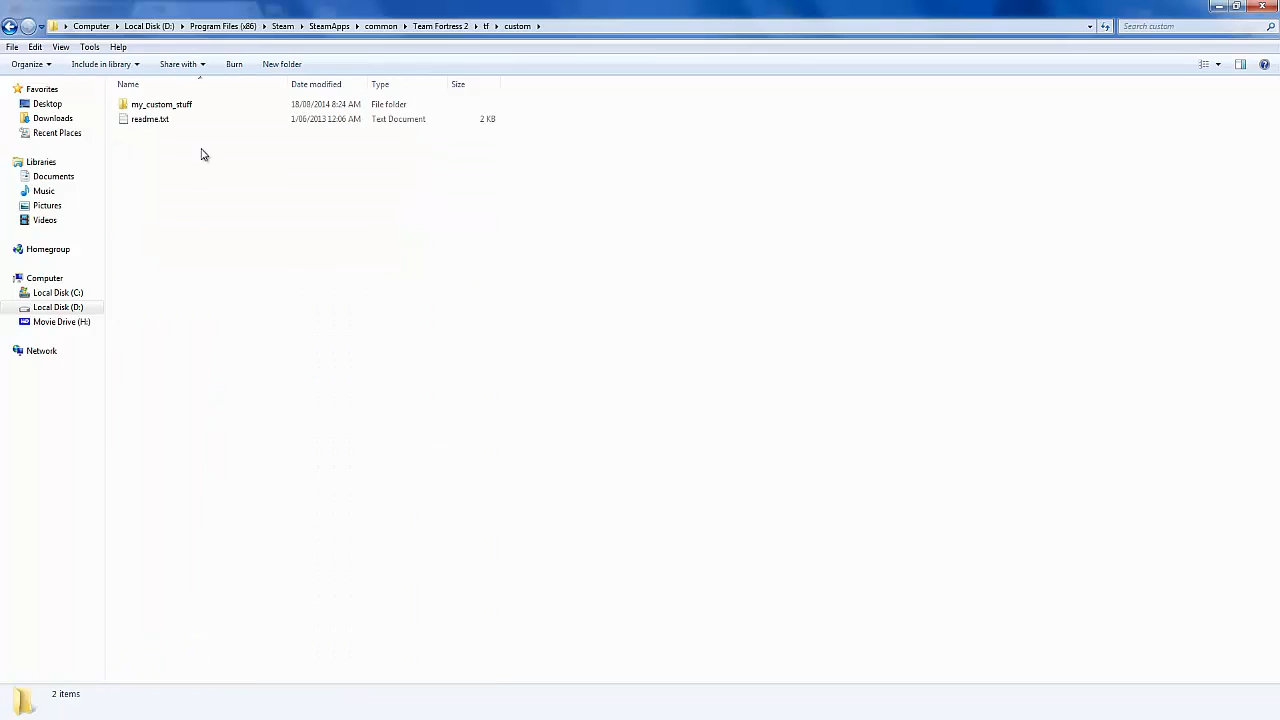 Computer Local Disk (D:) Program Files (x86) Steam SteamApps common Team Fortress 2 tf custom Search custom
File Edit View Tools Help
Organize Include in library Share with Burn New folder
Name Date modified Type Size
my_custom_stuff 18/08/2014 8:24 AM File folder
readme.txt 1/06/2013 12:06 AM Text Document 2 KB
Favorites
Desktop
Downloads
Recent Places
Libraries
Documents
Music
Pictures
Videos
Homegroup
Computer
Local Disk (C:)
Local Disk (D:)
Movie Drive (H:)
Network
2 items